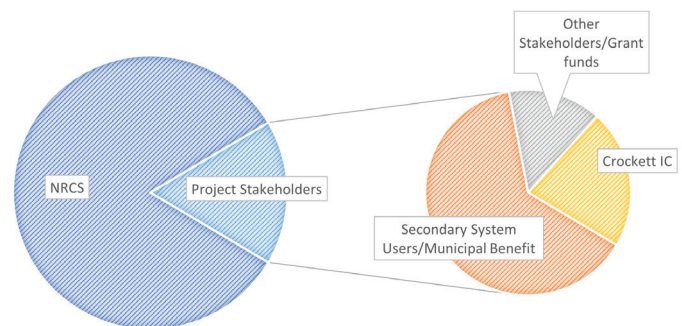 Other
Stakeholders/Grant
funds
NRCS
Project Stakeholders
Crockett IC
Secondary System
Users/Municipal Benefit